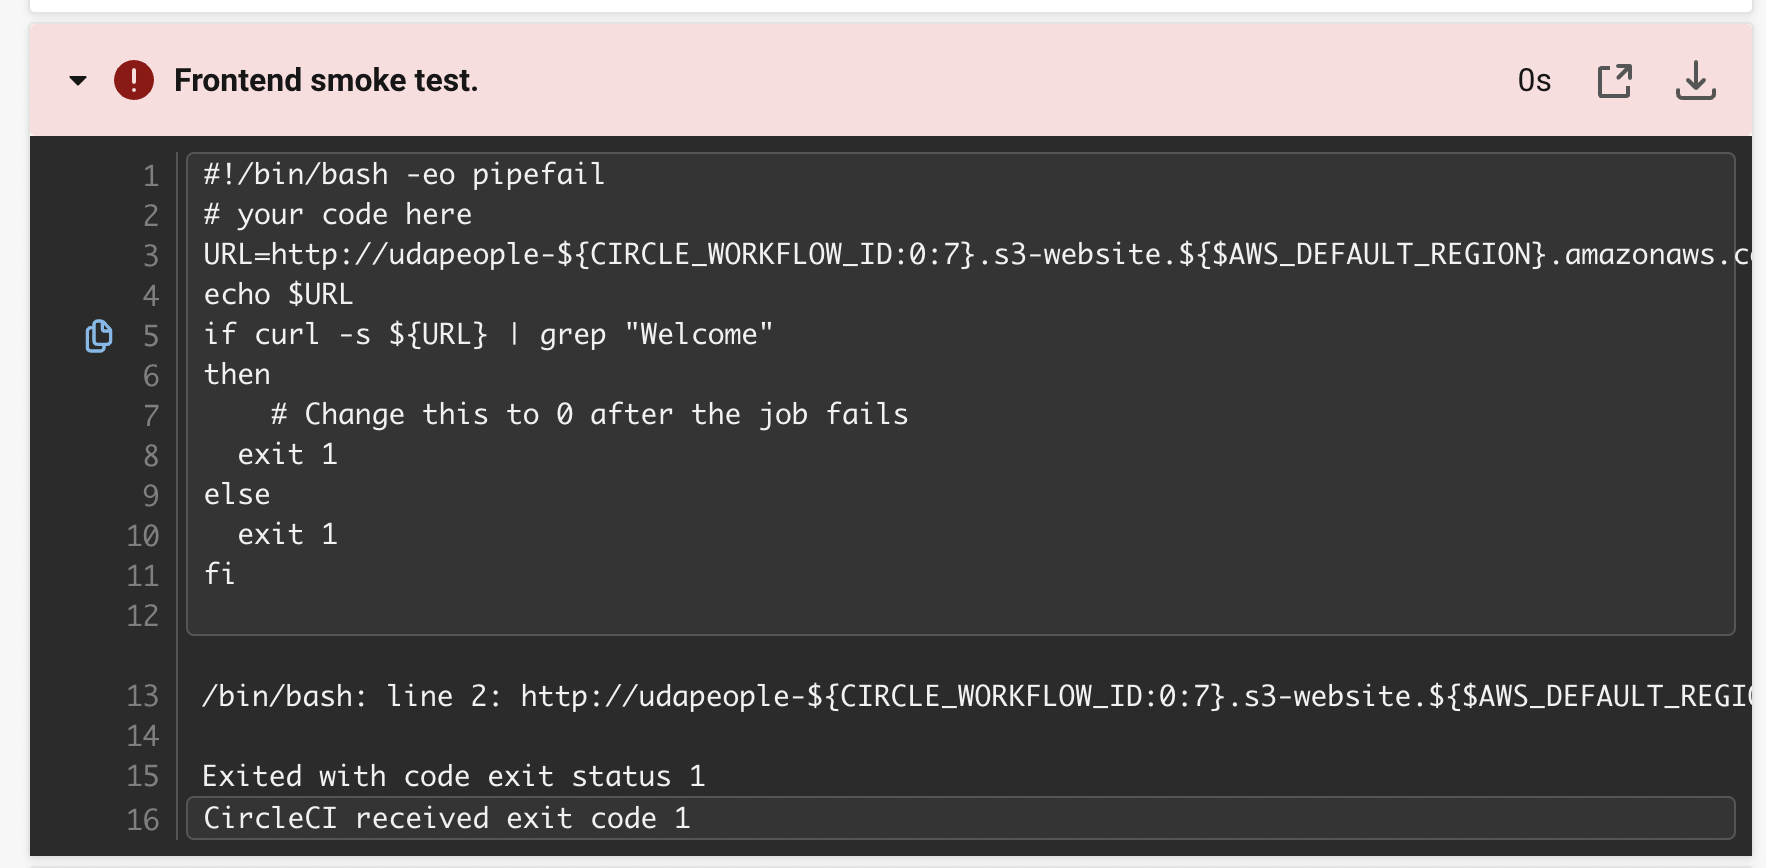 Frontend smoke test. 0s
1 #!/bin/bash -eo pipefail
2 # your code here
3 URL=http://udapeople-${CIRCLE_WORKFLOW_ID:0:7}.s3-website.${$AWS_DEFAULT_REGION}.amazonaws.c
4 echo $URL
5 if curl -s ${URL} | grep "Welcome"
6 then
7     # Change this to 0 after the job fails
8   exit 1
9 else
10   exit 1
11 fi
12
13 /bin/bash: line 2: http://udapeople-${CIRCLE_WORKFLOW_ID:0:7}.s3-website.${$AWS_DEFAULT_REGI
14
15 Exited with code exit status 1
16 CircleCI received exit code 1